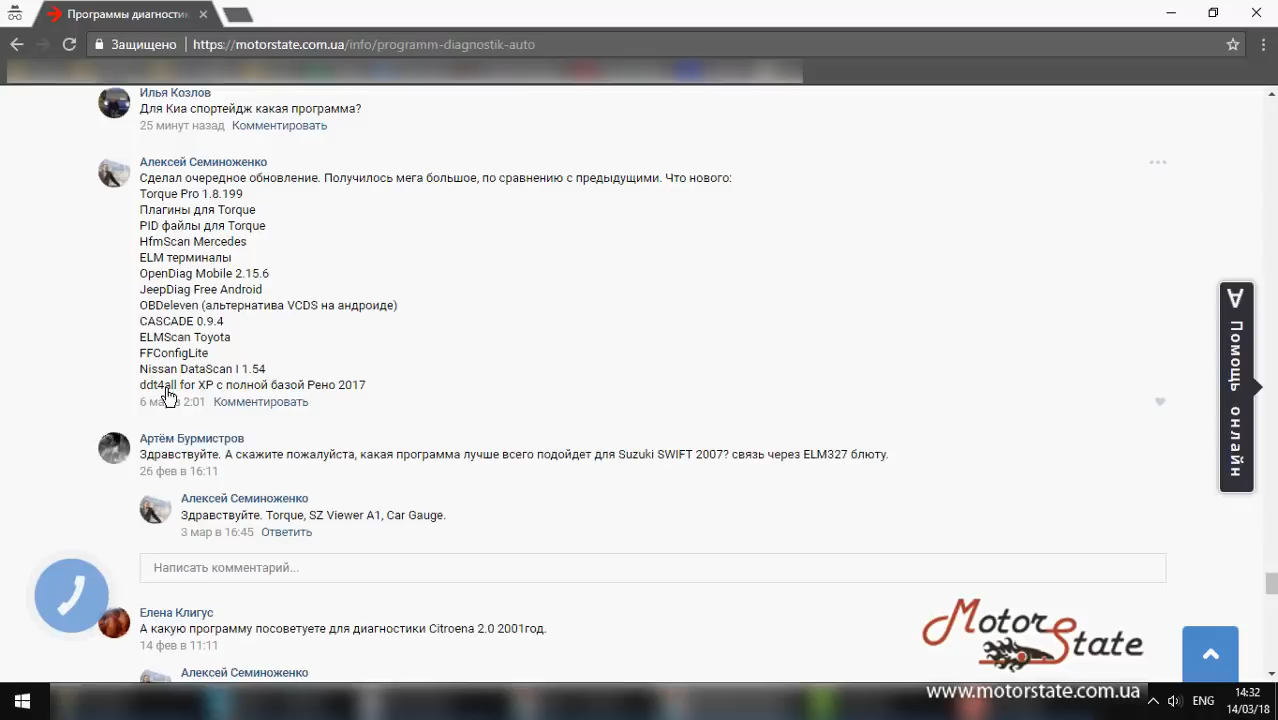 Программы диагностик
Защищено
https://motorstate.com.ua/info/programm-diagnostik-auto
Илья Козлов
Для Киа спортейдж какая программа?
25 минут назад Комментировать
Алексей Семиноженко
Сделал очередное обновление. Получилось мега большое, по сравнению с предыдущими. Что нового:
Torque Pro 1.8.199
Плагины для Torque
PID файлы для Torque
HfmScan Mercedes
ELM терминалы
OpenDiag Mobile 2.15.6
JeepDiag Free Android
OBDeleven (альтернатива VCDS на андроиде)
CASCADE 0.9.4
ELMScan Toyota
FFConfigLite
Nissan DataScan I 1.54
ddt4all for XP с полной базой Рено 2017
6 мар в 2:01 Комментировать
Помощь онлайн
Артём Бурмистров
Здравствуйте. А скажите пожалуйста, какая программа лучше всего подойдет для Suzuki SWIFT 2007? связь через ELM327 блюту.
26 фев в 16:11
Алексей Семиноженко
Здравствуйте. Torque, SZ Viewer A1, Car Gauge.
3 мар в 16:45 Ответить
Написать комментарий...
Елена Клигус
А какую программу посоветуете для диагностики Citroena 2.0 2001год.
14 фев в 11:11
Алексей Семиноженко
Motor State
www.motorstate.com.ua
ENG
14:32
14/03/18